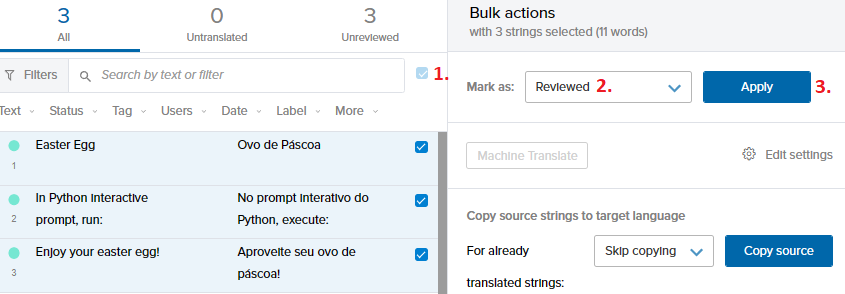 3
0
3
All
Untranslated
Unreviewed
Filters
Search by text or filter
1.
Text Status Tag Users Date Label More
Easter Egg
Ovo de Páscoa
1
In Python interactive
prompt, run:
No prompt interativo do
Python, execute:
2
Enjoy your easter egg!
Aproveite seu ovo de
páscoa!
3
Bulk actions
with 3 strings selected (11 words)
Mark as:
Reviewed
2.
Apply
3.
Machine Translate
Edit settings
Copy source strings to target language
For already
translated strings:
Skip copying
Copy source